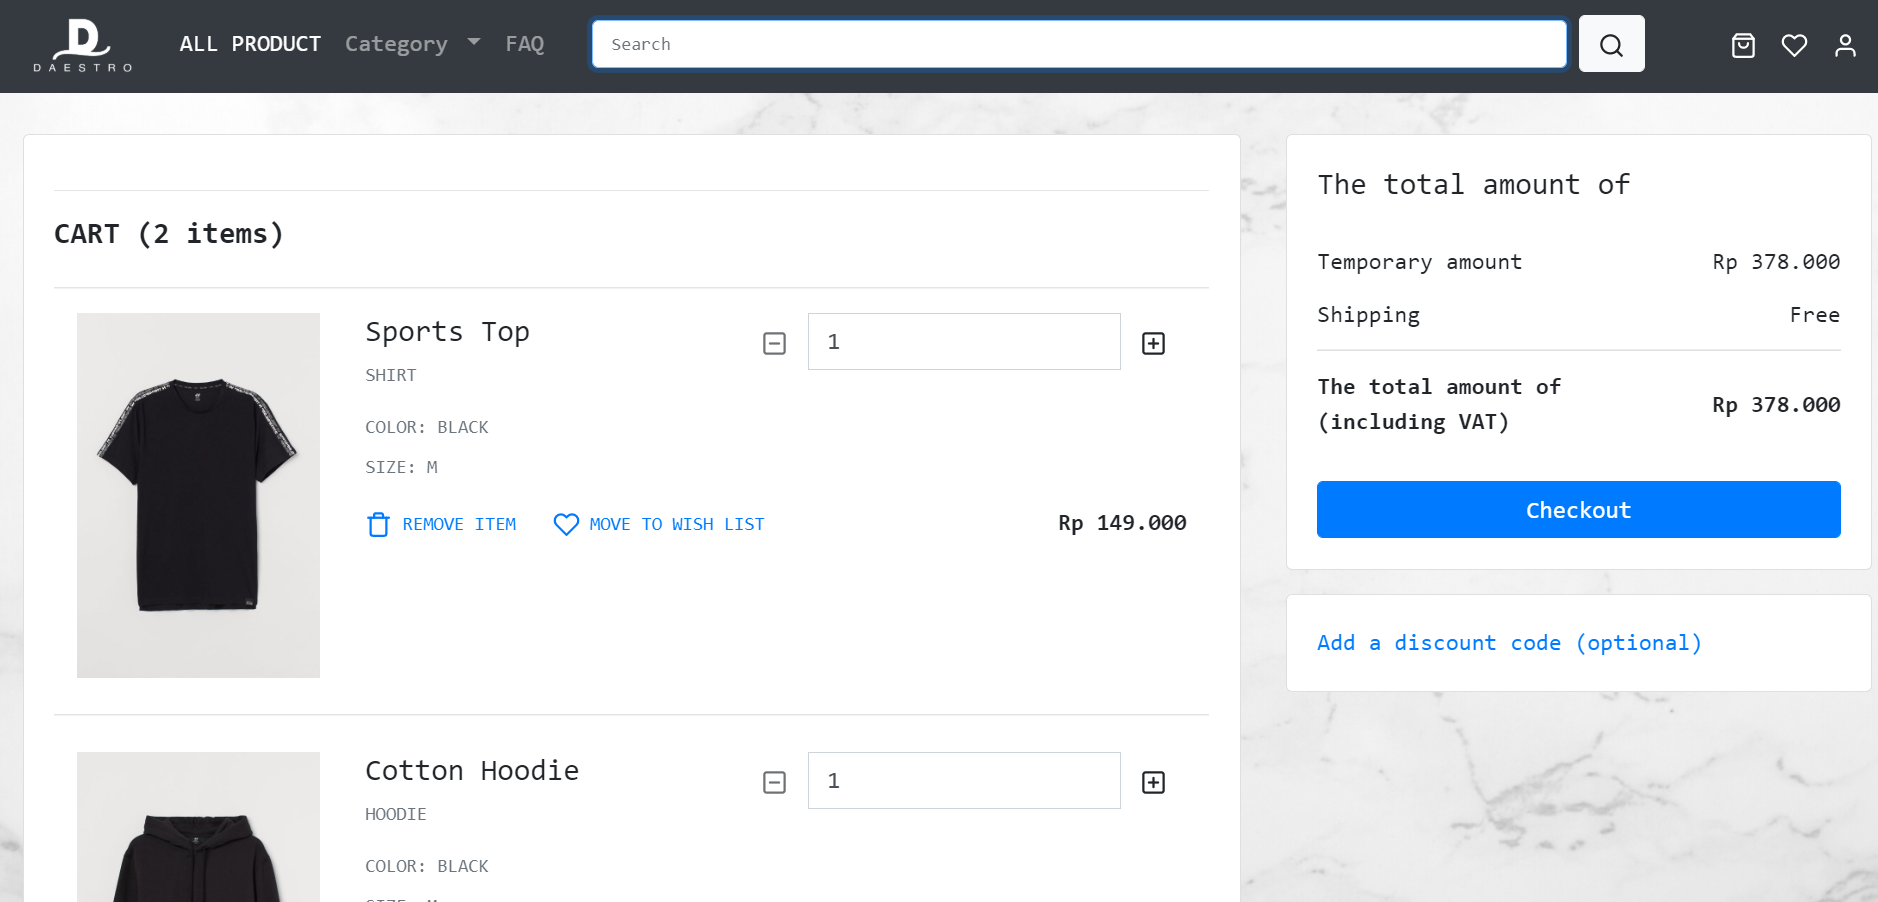 DAESTRO
ALL PRODUCT Category FAQ Search
CART (2 items)
Sports Top 1
SHIRT
COLOR: BLACK
SIZE: M
REMOVE ITEM MOVE TO WISH LIST Rp 149.000
Cotton Hoodie 1
HOODIE
COLOR: BLACK
The total amount of
Temporary amount Rp 378.000
Shipping Free
The total amount of
(including VAT) Rp 378.000
Checkout
Add a discount code (optional)